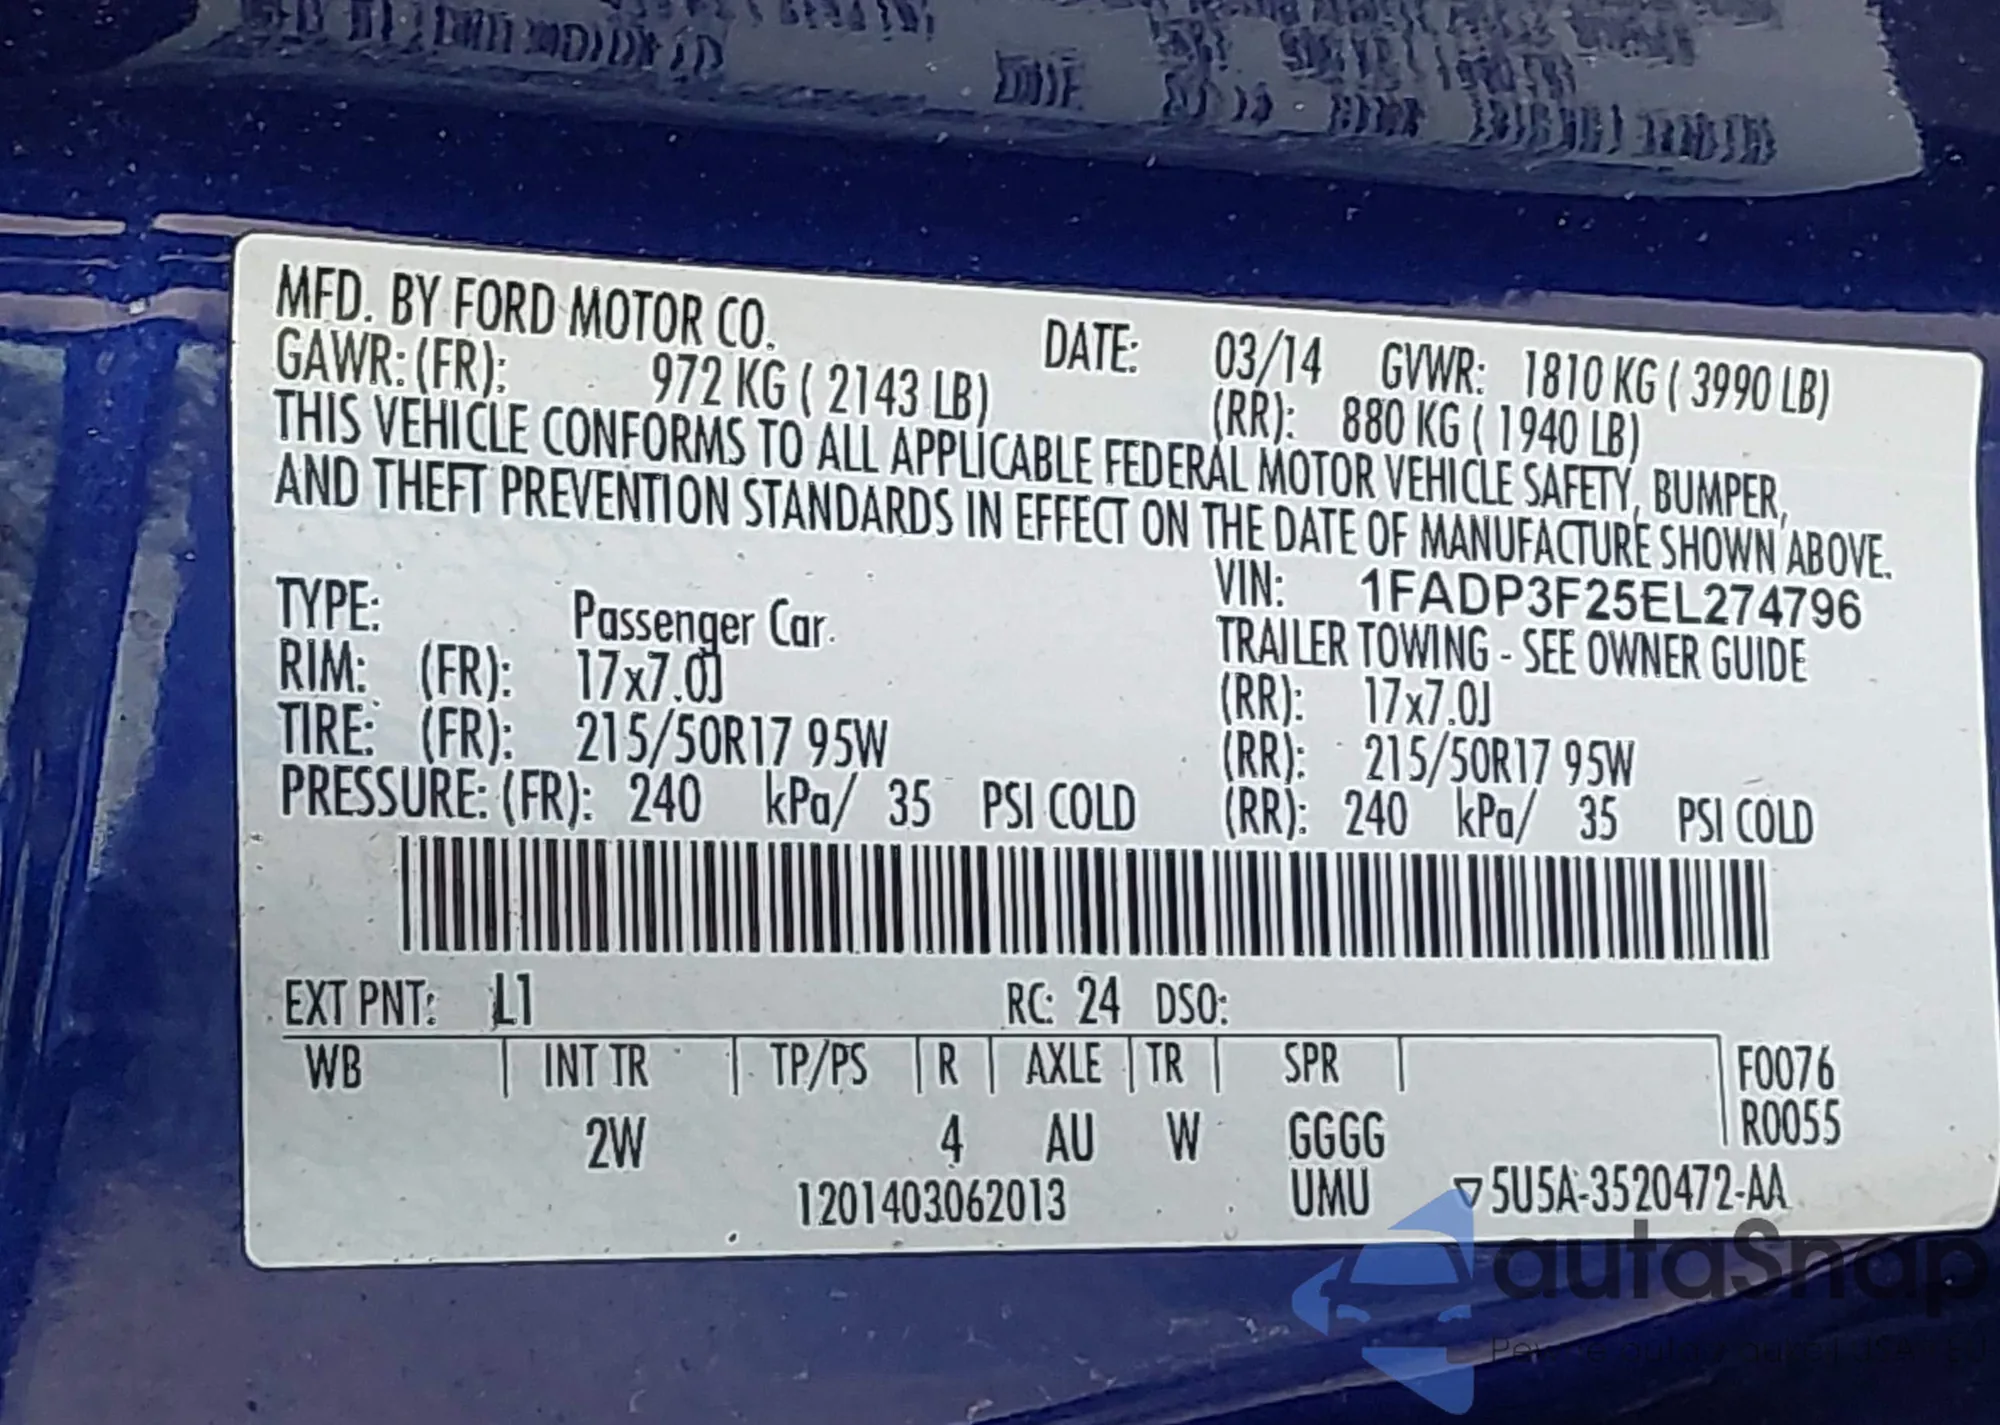 MFD. BY FORD MOTOR CO. DATE: 03/14 GVWR: 1810 KG ( 3990 LB)
GAWR: (FR): 972 KG ( 2143 LB) (RR): 880 KG ( 1940 LB)
THIS VEHICLE CONFORMS TO ALL APPLICABLE FEDERAL MOTOR VEHICLE SAFETY, BUMPER,
AND THEFT PREVENTION STANDARDS IN EFFECT ON THE DATE OF MANUFACTURE SHOWN ABOVE.
VIN: 1FADP3F25EL274796
TYPE: Passenger Car TRAILER TOWING - SEE OWNER GUIDE
RIM: (FR): 17x7.0J (RR): 17x7.0J
TIRE: (FR): 215/50R17 95W (RR): 215/50R17 95W
PRESSURE: (FR): 240 kPa/ 35 PSI COLD (RR): 240 kPa/ 35 PSI COLD
EXT PNT: L1 RC: 24 DSO:
WB INT TR TP/PS R AXLE TR SPR F0076
R0055
2W 4 AU W GGGG
1201403062013 UMU ▽5U5A-3520472-AA
autaSnap